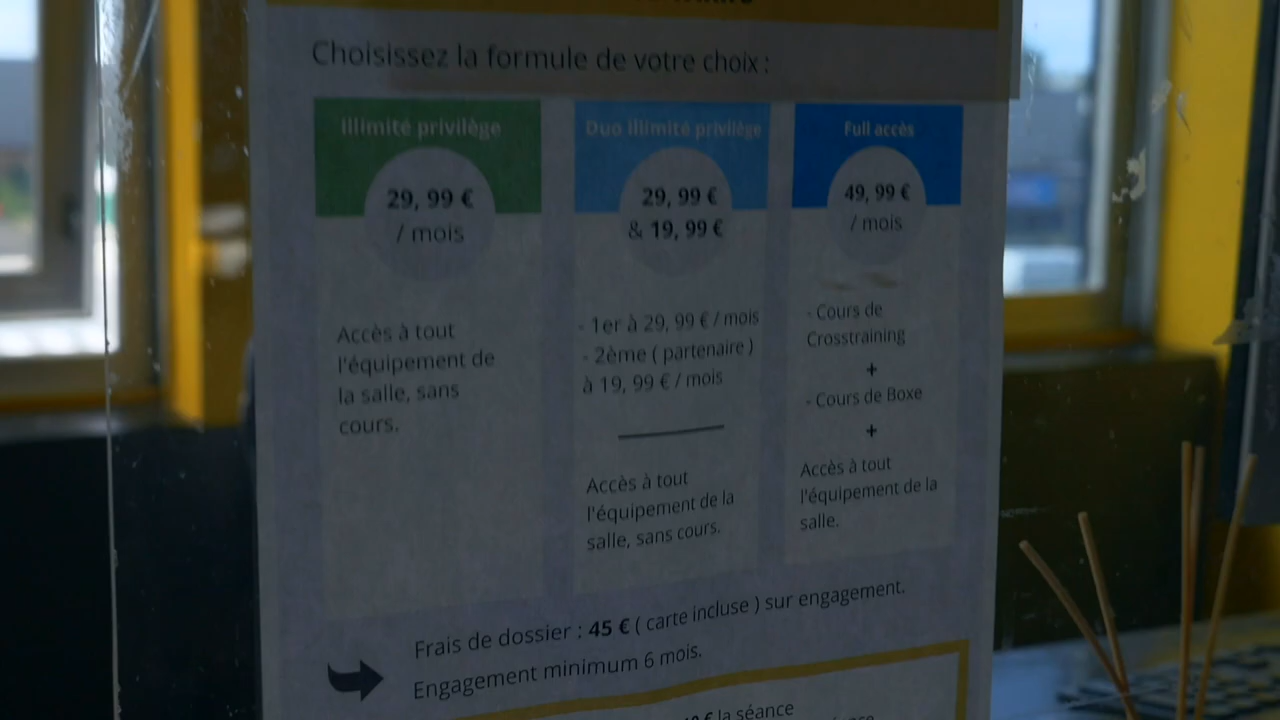 Choisissez la formule de votre choix :
Illimité privilège
29, 99 €
/ mois
Accès à tout
l'équipement de
la salle, sans
cours.
Duo illimité privilège
29, 99 €
& 19, 99 €
- 1er à 29, 99 € / mois
- 2ème ( partenaire )
à 19, 99 € / mois
Accès à tout
l'équipement de la
salle, sans cours.
Full accès
49, 99 €
/ mois
- Cours de
Crosstraining
+
- Cours de Boxe
+
Accès à tout
l'équipement de la
salle.
Frais de dossier : 45 € ( carte incluse ) sur engagement.
Engagement minimum 6 mois.
€ la séance